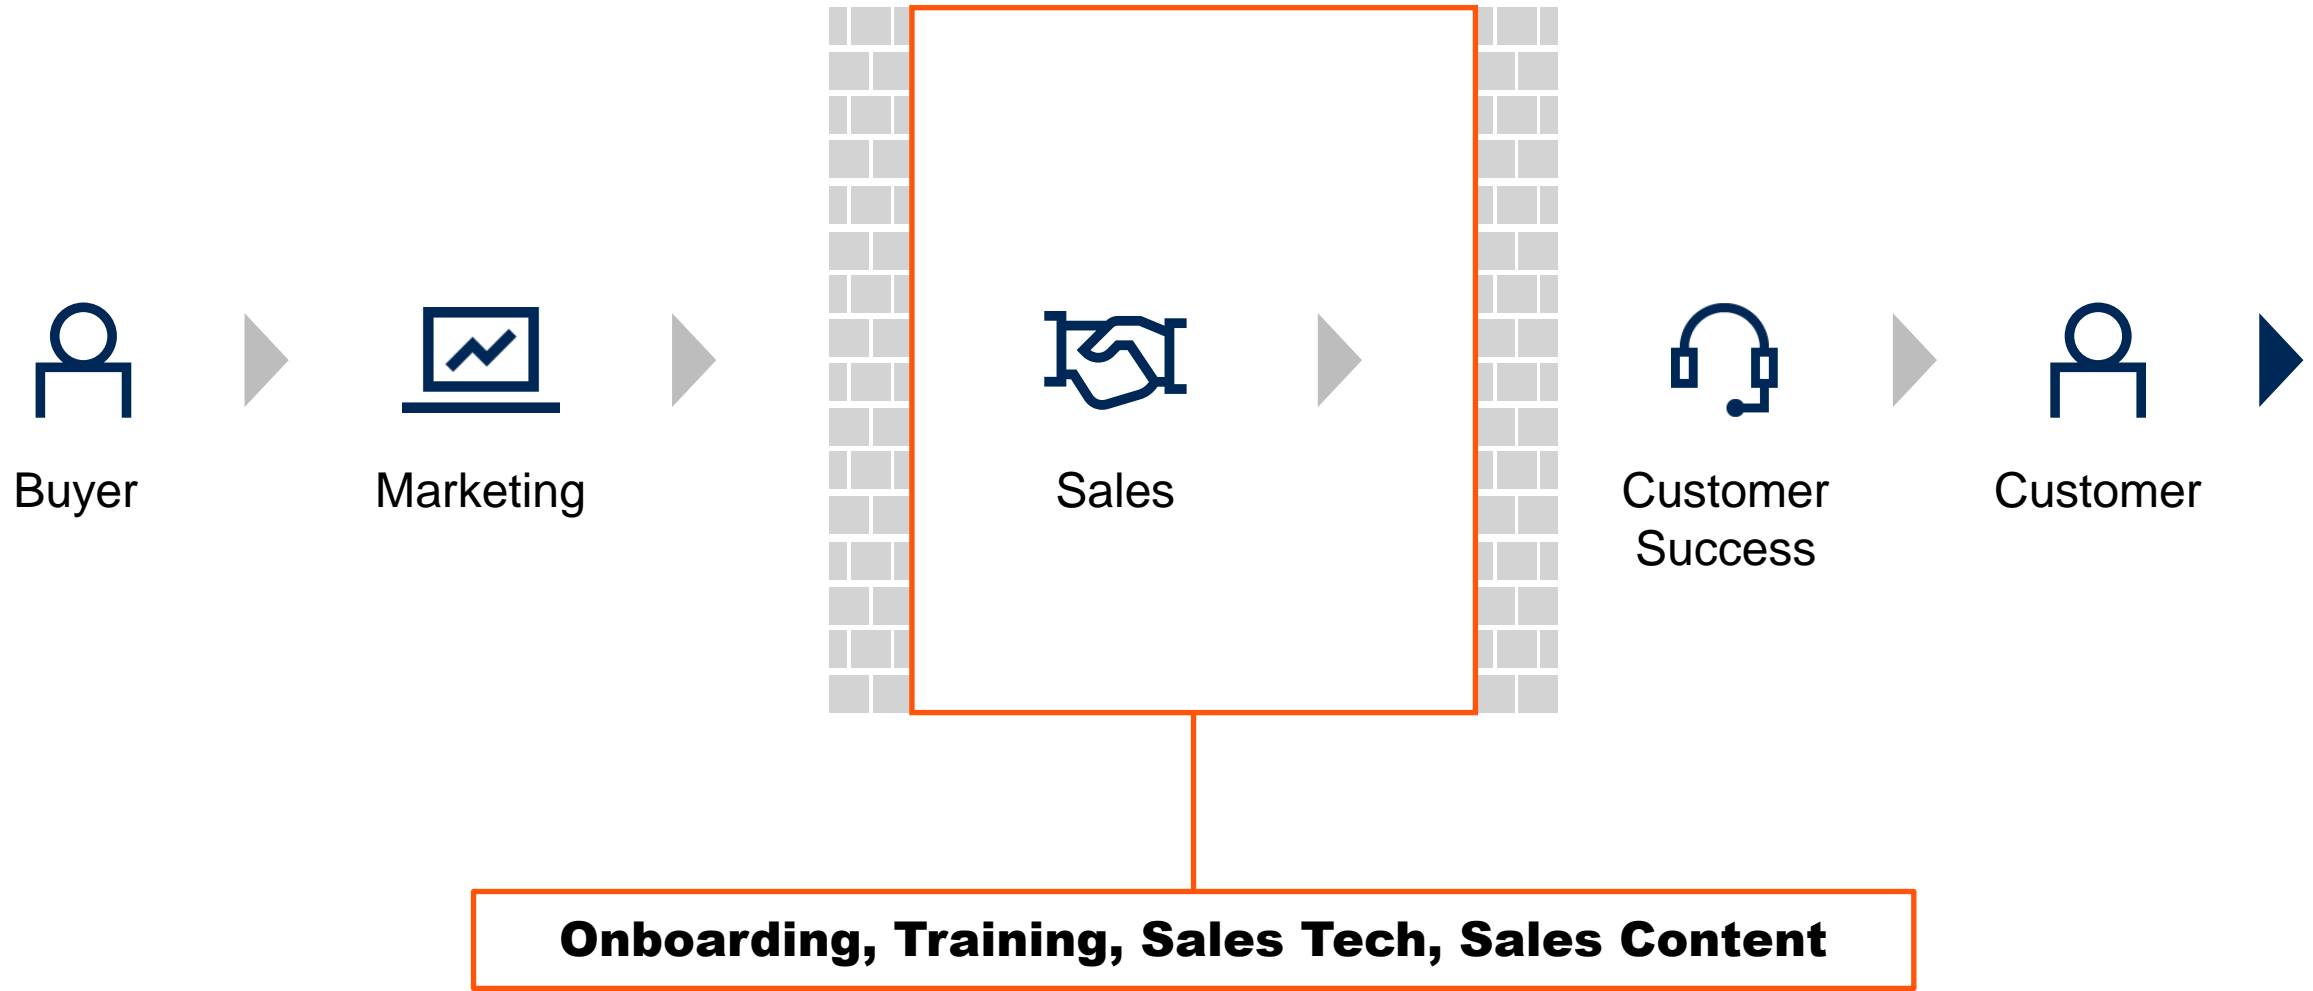 Buyer
Marketing
Sales
Customer
Success
Customer
Onboarding, Training, Sales Tech, Sales Content